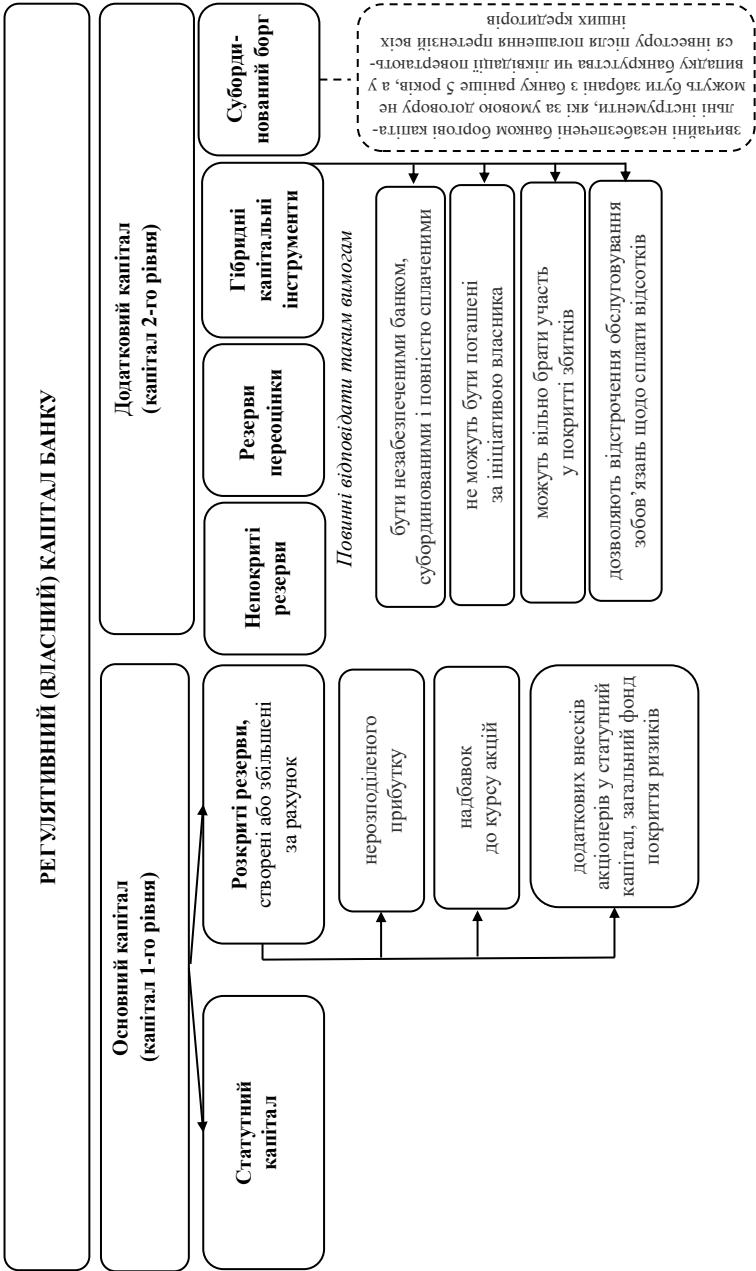 РЕГУЛЯТИВНИЙ (ВЛАСНИЙ) КАПІТАЛ БАНКУ
Основний капітал
(капітал 1-го рівня)
Додатковий капітал
(капітал 2-го рівня)
Статутний
капітал
Розкриті резерви,
створені або збільшені
за рахунок
Непокриті
резерви
Резерви
переоцінки
Гібридні
капітальні
інструменти
Суборди-
нований борг
нерозподіленого
прибутку
надбавок
до курсу акцій
додаткових внесків
акціонерів у статутний
капітал, загальний фонд
покриття ризиків
Повинні відповідати таким вимогам
бути незабезпеченими банком,
субординованими і повністю сплаченими
не можуть бути погашені
за ініціативою власника
можуть вільно брати участь
у покритті збитків
дозволяють відстрочення обслуговування
зобов’язань щодо сплати відсотків
звичайні незабезпечені банком боргові капіта-
льні інструменти, які за умовою договору не
можуть бути забрані з банку раніше 5 років, а у
випадку банкрутства чи ліквідації повертають-
ся інвестору після погашення претензій всіх
інших кредиторів